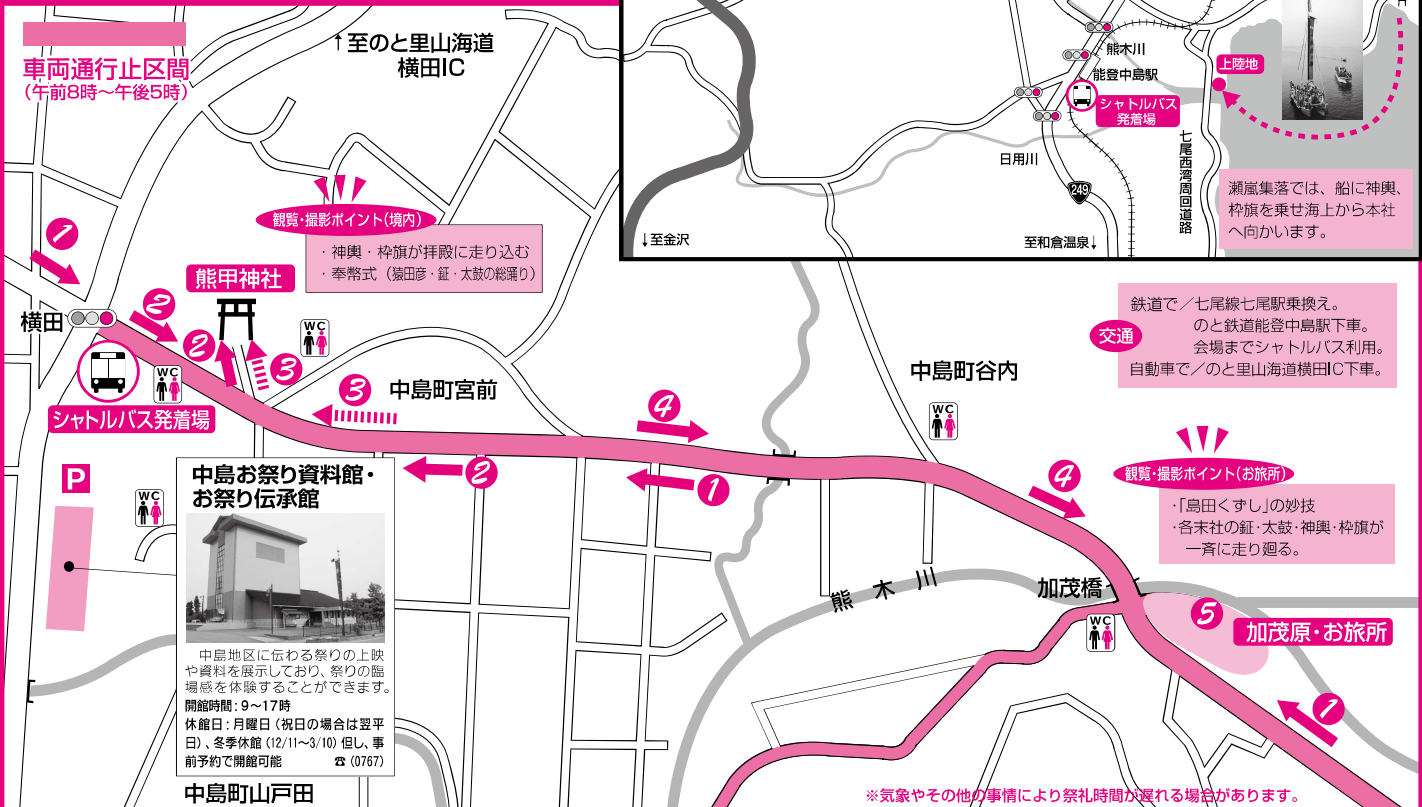 車両通行止区間
(午前8時～午後5時)
↑至のと里山海道
横田IC
熊木川
能登中島駅
シャトルバス
発着場
上陸地
日用川
249
七尾西湾周回道路
↓至金沢
至和倉温泉↓
瀬嵐集落では、船に神輿、
枠旗を乗せ海上から本社
へ向かいます。
観覧・撮影ポイント(境内)
・神輿・枠旗が拝殿に走り込む
・奉幣式（猿田彦・鉦・太鼓の総踊り）
1
熊甲神社
横田
2
2
3
WC
WC
シャトルバス発着場
3
中島町宮前
4
2
1
中島町谷内
WC
交通
鉄道で／七尾線七尾駅乗換え。
のと鉄道能登中島駅下車。
会場までシャトルバス利用。
自動車で／のと里山海道横田IC下車。
観覧・撮影ポイント(お旅所)
・「島田くずし」の妙技
・各末社の鉦・太鼓・神輿・枠旗が
一斉に走り廻る。
4
P
WC
中島お祭り資料館・
お祭り伝承館
中島地区に伝わる祭りの上映
や資料を展示しており、祭りの臨
場感を体験することができます。
開館時間：9～17時
休館日：月曜日（祝日の場合は翌平
日）、冬季休館（12/11～3/10）但し、事
前予約で開館可能 ☎(0767)
中島町山戸田
熊木川
加茂橋
WC
5
加茂原・お旅所
1
※気象やその他の事情により祭礼時間が遅れる場合があります。